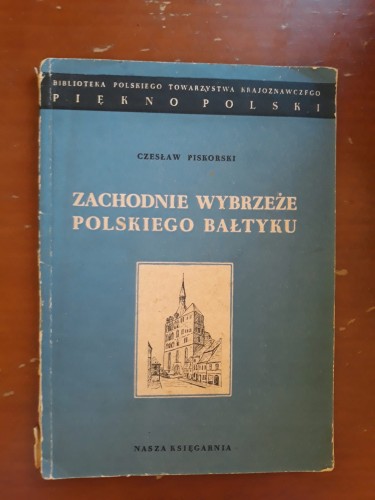 BIBLIOTEKA POLSKIEGO TOWARZYSTWA KRAJOZNAWCZEGO
PIĘKNO POLSKI
CZESŁAW PISKORSKI
ZACHODNIE WYBRZEŻE
POLSKIEGO BAŁTYKU
NASZA KSIĘGARNIA